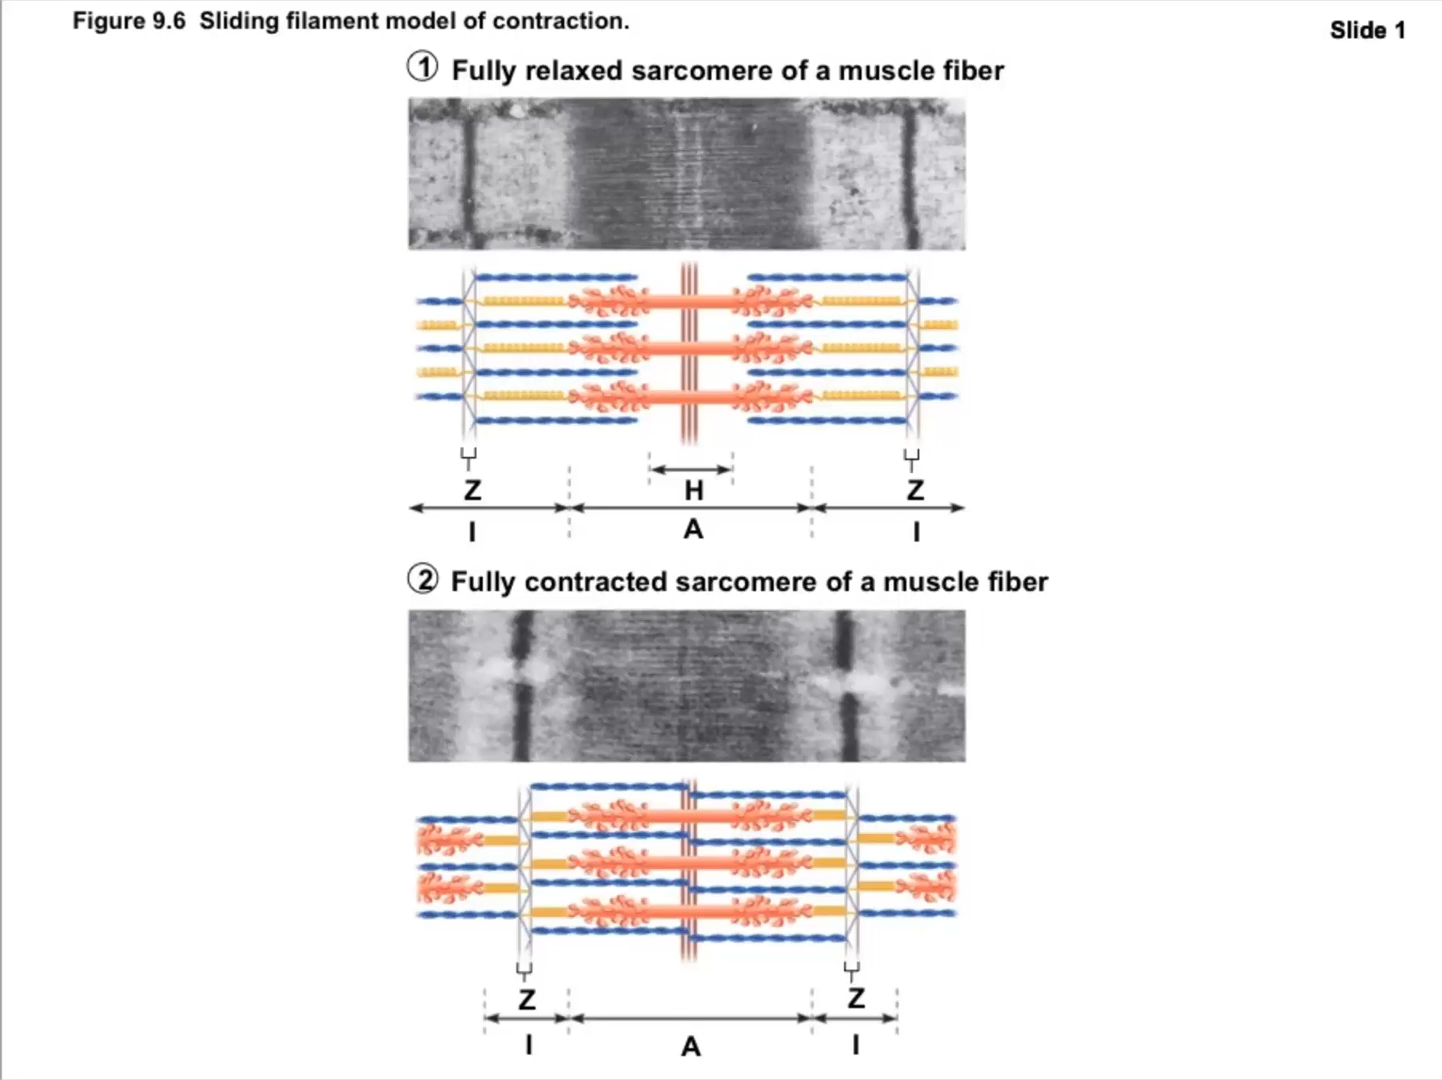 Figure 9.6 Sliding filament model of contraction.
Slide 1
1 Fully relaxed sarcomere of a muscle fiber
Z H Z
I A I
2 Fully contracted sarcomere of a muscle fiber
Z Z
I A I